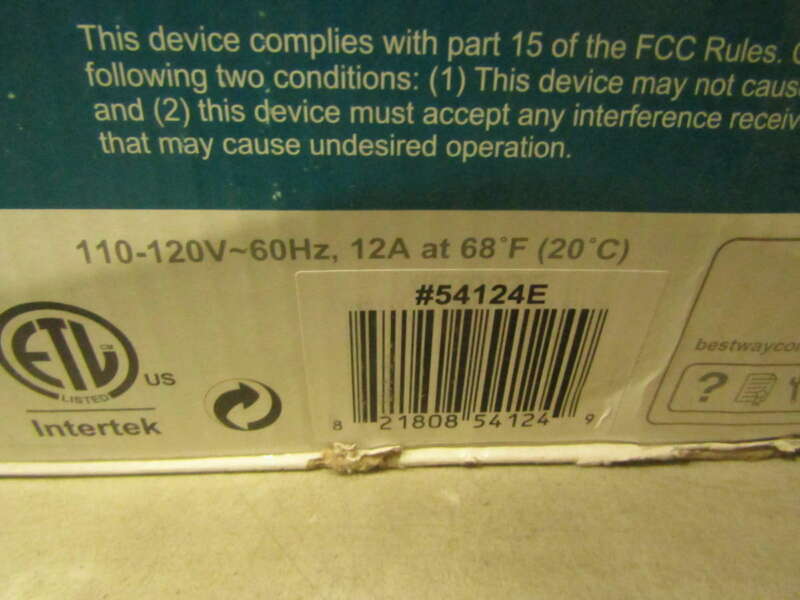 This device complies with part 15 of the FCC Rules.
following two conditions: (1) This device may not
and (2) this device must accept any interference
that may cause undesired operation.
110-120V~60Hz, 12A at 68°F (20°C)
#54124E
ETL
CM
LISTED
US
Intertek
8 21808 54124 9
?